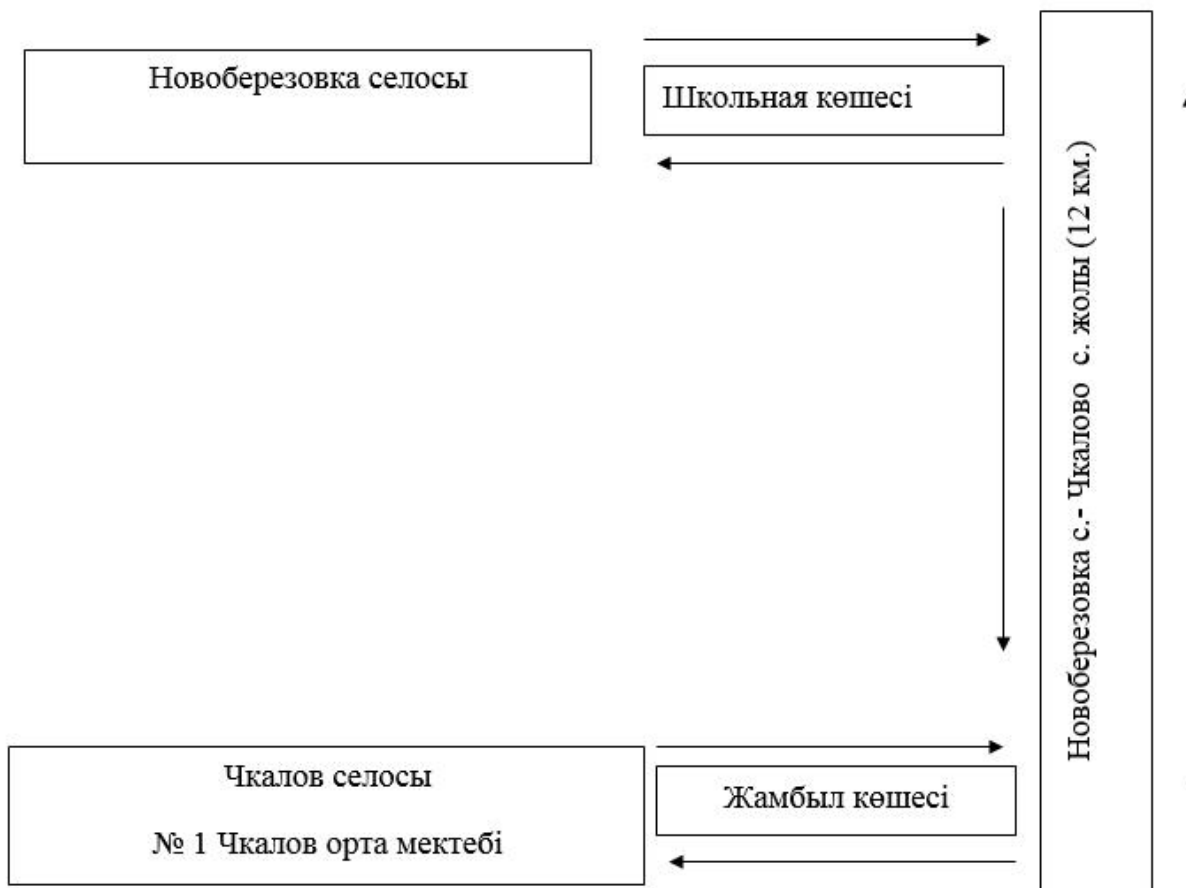 Новоберезовка селосы
Школьная көшесі
Новоберезовка с.- Чкалово с. жолы (12 км.)
Чкалов селосы
№ 1 Чкалов орта мектебі
Жамбыл көшесі